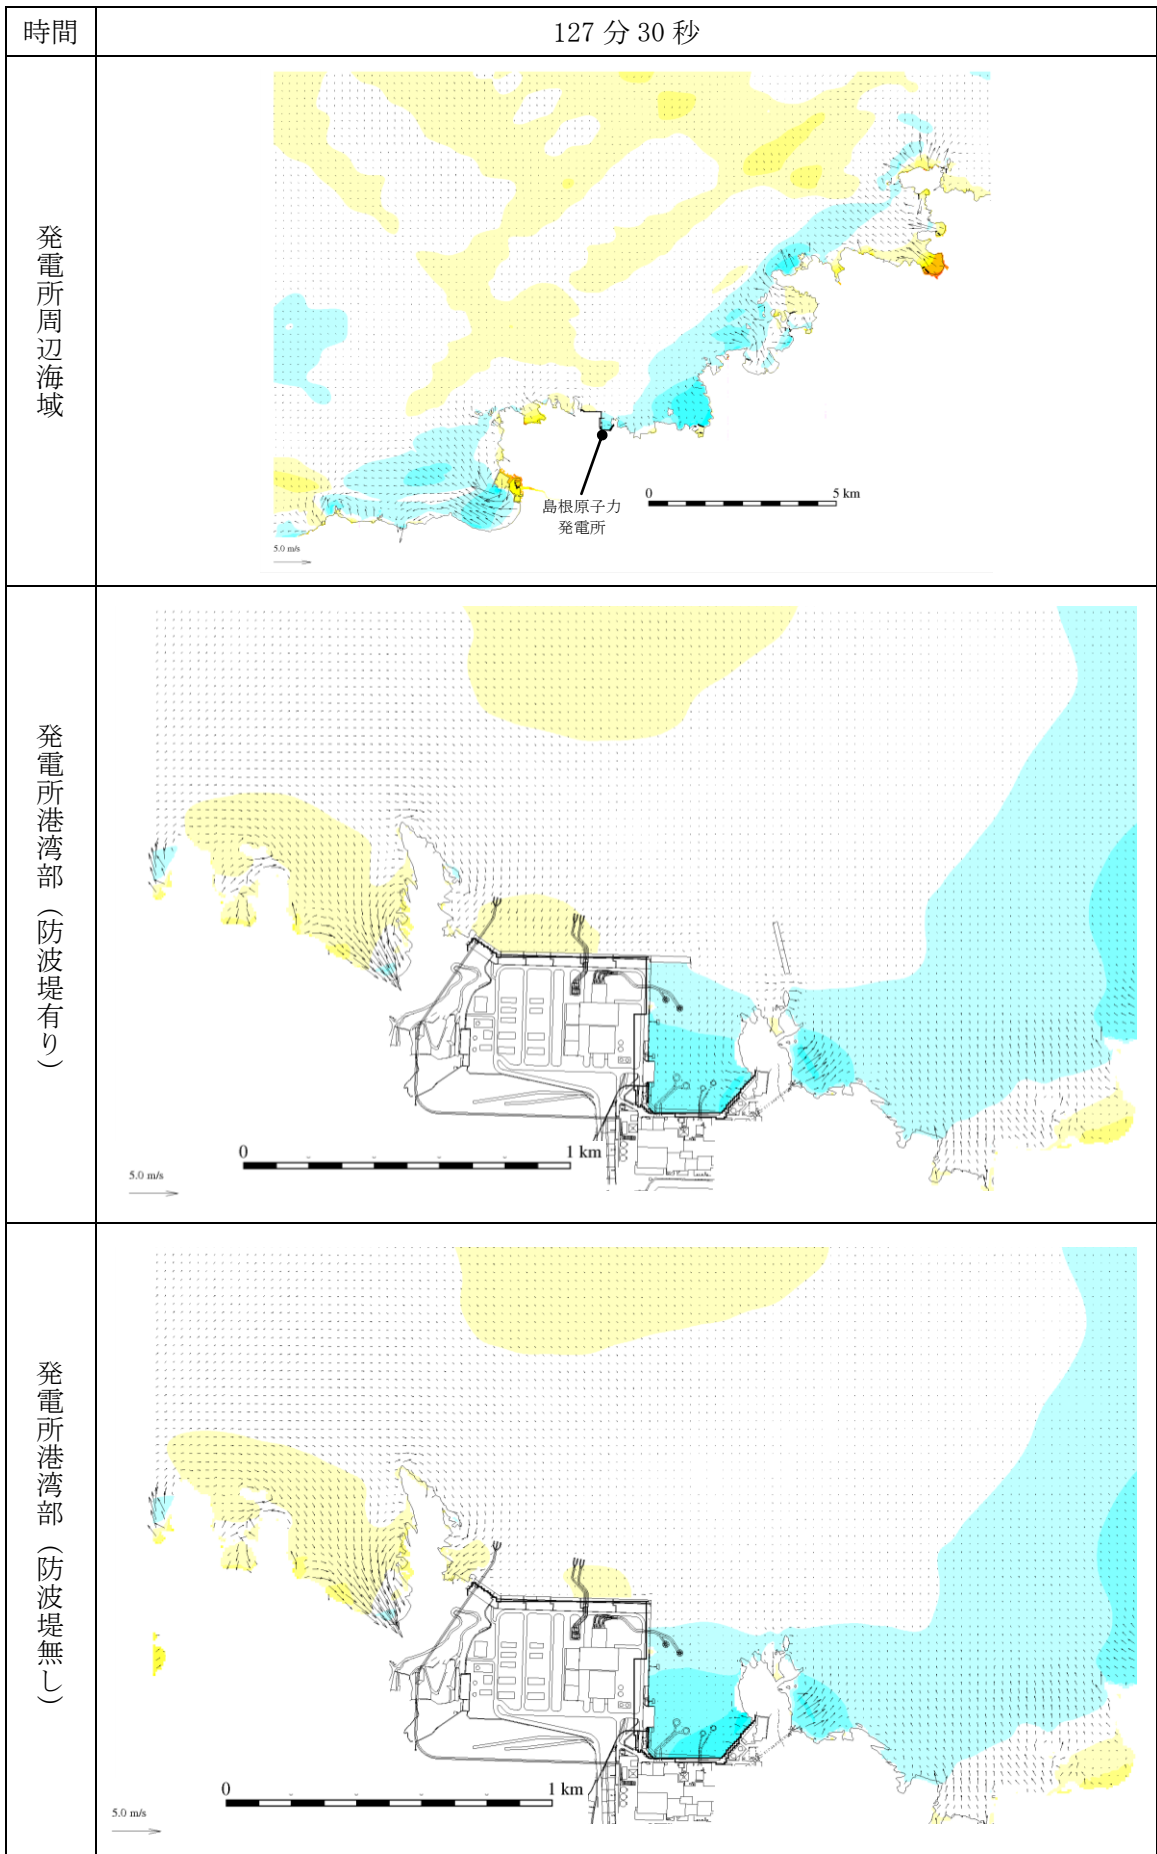 時間
127 分 30 秒
発電所周辺海域
島根原子力
発電所
0
5 km
5.0 m/s
発電所港湾部（防波堤有り）
0
1 km
5.0 m/s
発電所港湾部（防波堤無し）
0
1 km
5.0 m/s